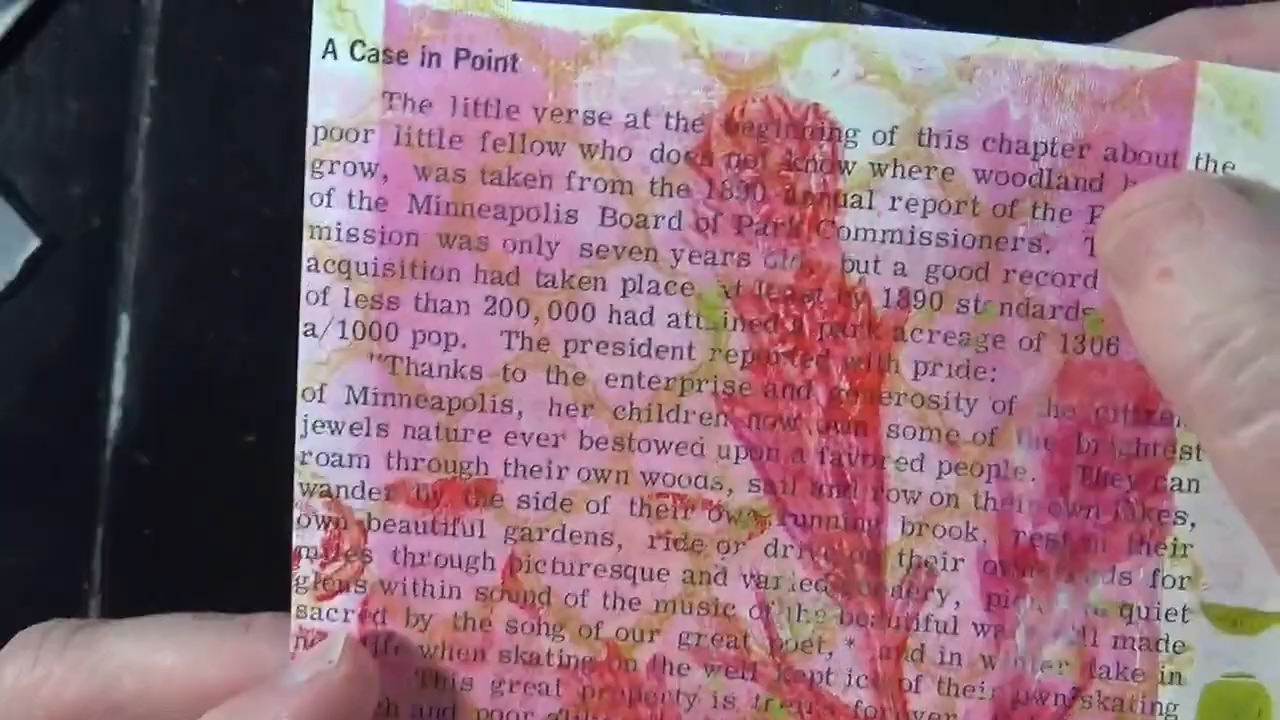 A Case in Point
The little verse at the beginning of this chapter about the
poor little fellow who does not know where woodland
grow, was taken from the 1890 annual report of the
of the Minneapolis Board of Park Commissioners.
mission was only seven years old, but a good record
acquisition had taken place, at least by 1890 standards.
of less than 200,000 had attained a park acreage of 1306
a/1000 pop. The president reported with pride:
"Thanks to the enterprise and generosity of the citizens
of Minneapolis, her children now own some of the brightest
jewels nature ever bestowed upon a favored people. They can
roam through their own woods, sail and row on their own lakes,
wander by the side of their own running brook, rest in their
own beautiful gardens, ride or drive on their own roads for
miles through picturesque and varied scenery, picnic in quiet
glens within sound of the music of the beautiful made
sacred by the song of our great poet,* and in winter take in
life when skating on the well kept ice of their own skating
This great property is forever
and poor